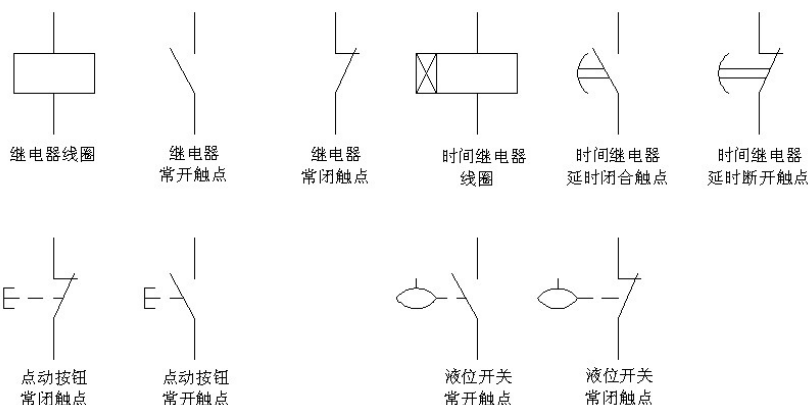 继电器线圈
继电器
常开触点
继电器
常闭触点
时间继电器
线圈
时间继电器
延时闭合触点
时间继电器
延时断开触点
点动按钮
常闭触点
点动按钮
常开触点
液位开关
常开触点
液位开关
常闭触点